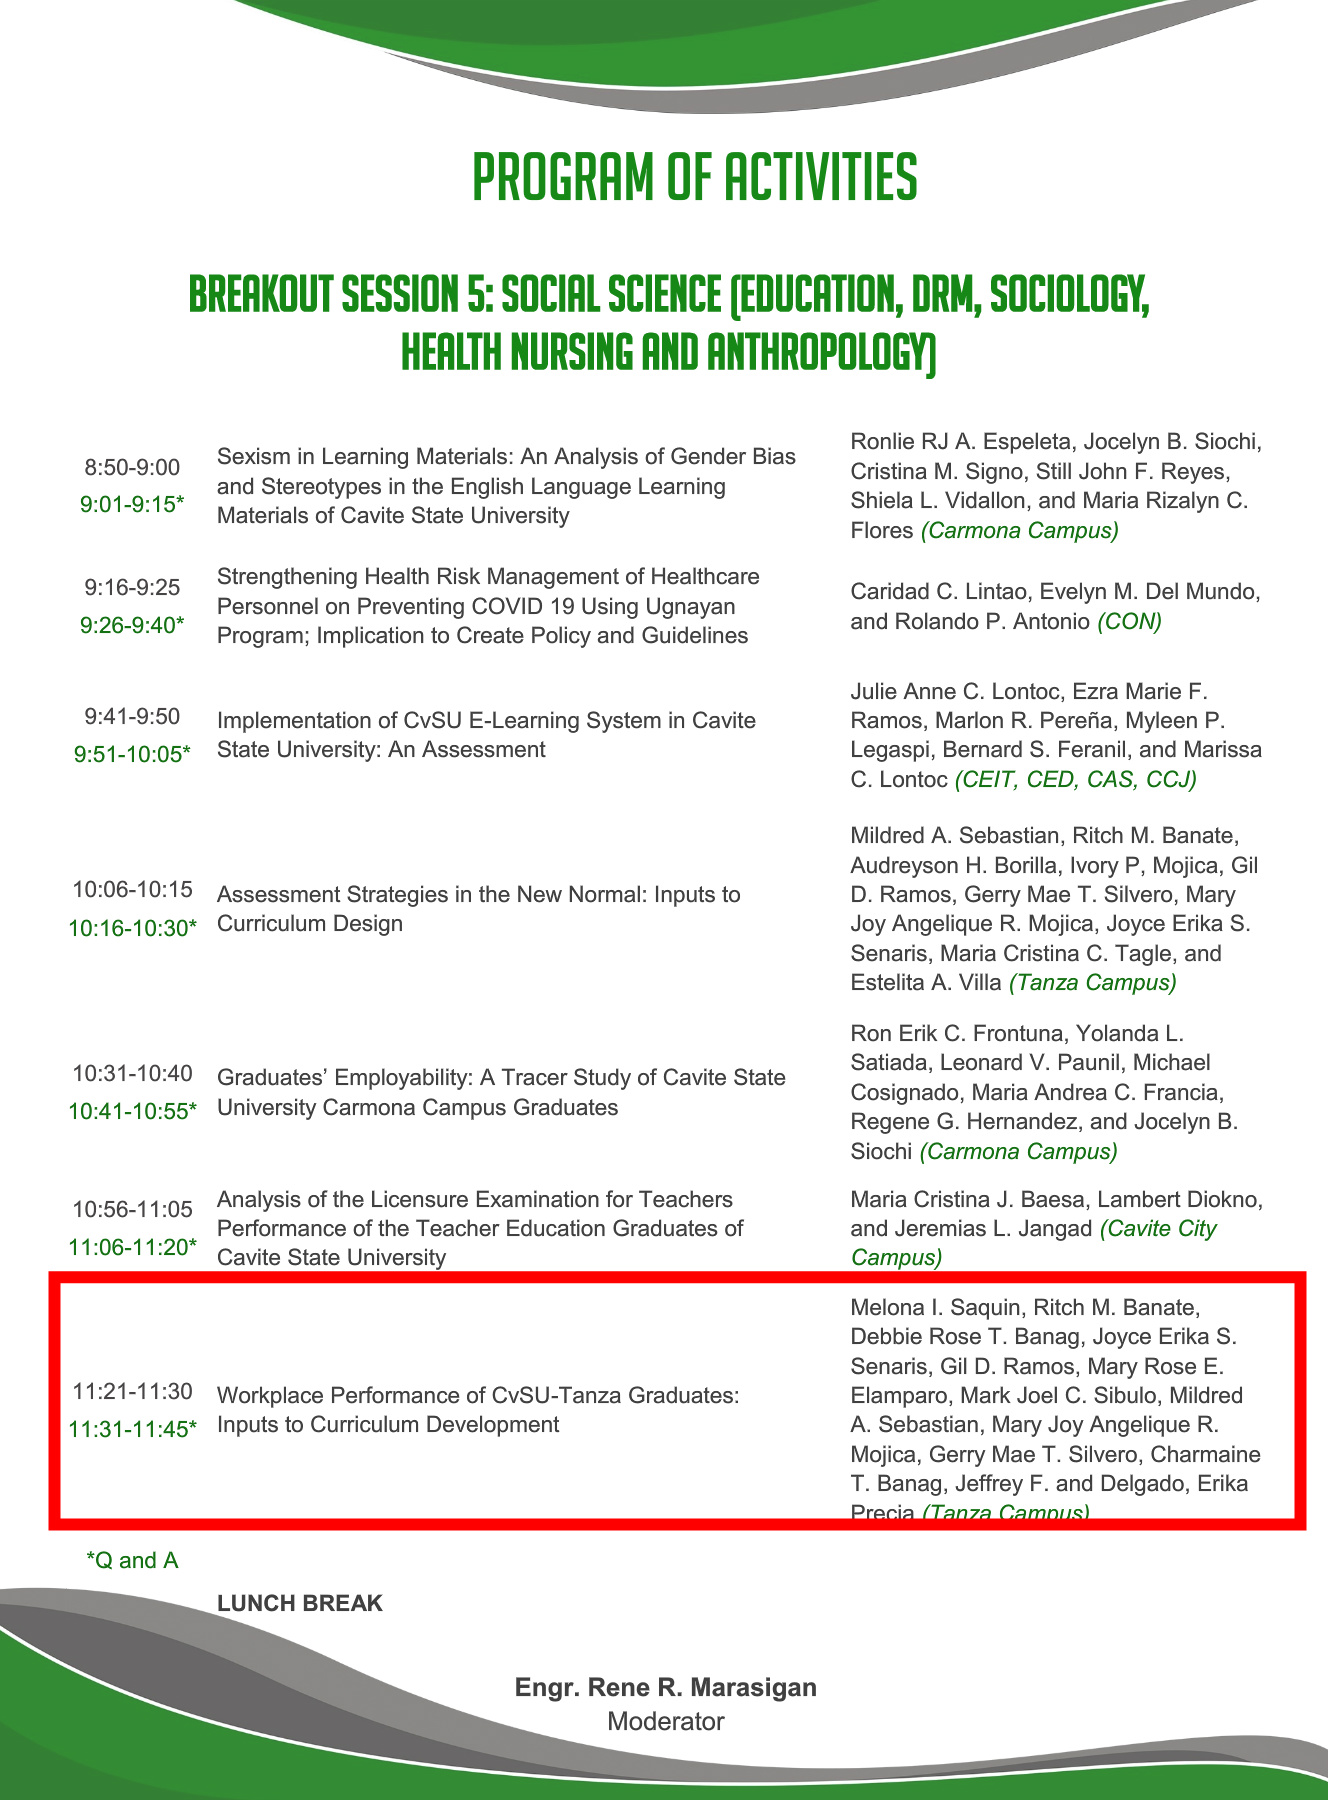 PROGRAM OF ACTIVITIES
BREAKOUT SESSION 5: SOCIAL SCIENCE (EDUCATION, DRM, SOCIOLOGY,
HEALTH NURSING AND ANTHROPOLOGY)
8:50-9:00
9:01-9:15*
Sexism in Learning Materials: An Analysis of Gender Bias
and Stereotypes in the English Language Learning
Materials of Cavite State University
Ronlie RJ A. Espeleta, Jocelyn B. Siochi,
Cristina M. Signo, Still John F. Reyes,
Shiela L. Vidallon, and Maria Rizalyn C.
Flores (Carmona Campus)
9:16-9:25
9:26-9:40*
Strengthening Health Risk Management of Healthcare
Personnel on Preventing COVID 19 Using Ugnayan
Program; Implication to Create Policy and Guidelines
Caridad C. Lintao, Evelyn M. Del Mundo,
and Rolando P. Antonio (CON)
9:41-9:50
9:51-10:05*
Implementation of CvSU E-Learning System in Cavite
State University: An Assessment
Julie Anne C. Lontoc, Ezra Marie F.
Ramos, Marlon R. Pereña, Myleen P.
Legaspi, Bernard S. Feranil, and Marissa
C. Lontoc (CEIT, CED, CAS, CCJ)
10:06-10:15
10:16-10:30*
Assessment Strategies in the New Normal: Inputs to
Curriculum Design
Mildred A. Sebastian, Ritch M. Banate,
Audreyson H. Borilla, Ivory P, Mojica, Gil
D. Ramos, Gerry Mae T. Silvero, Mary
Joy Angelique R. Mojica, Joyce Erika S.
Senaris, Maria Cristina C. Tagle, and
Estelita A. Villa (Tanza Campus)
10:31-10:40
10:41-10:55*
Graduates’ Employability: A Tracer Study of Cavite State
University Carmona Campus Graduates
Ron Erik C. Frontuna, Yolanda L.
Satiada, Leonard V. Paunil, Michael
Cosignado, Maria Andrea C. Francia,
Regene G. Hernandez, and Jocelyn B.
Siochi (Carmona Campus)
10:56-11:05
11:06-11:20*
Analysis of the Licensure Examination for Teachers
Performance of the Teacher Education Graduates of
Cavite State University
Maria Cristina J. Baesa, Lambert Diokno,
and Jeremias L. Jangad (Cavite City
Campus)
11:21-11:30
11:31-11:45*
Workplace Performance of CvSU-Tanza Graduates:
Inputs to Curriculum Development
Melona I. Saquin, Ritch M. Banate,
Debbie Rose T. Banag, Joyce Erika S.
Senaris, Gil D. Ramos, Mary Rose E.
Elamparo, Mark Joel C. Sibulo, Mildred
A. Sebastian, Mary Joy Angelique R.
Mojica, Gerry Mae T. Silvero, Charmaine
T. Banag, Jeffrey F. and Delgado, Erika
Precia (Tanza Campus)
*Q and A
LUNCH BREAK
Engr. Rene R. Marasigan
Moderator